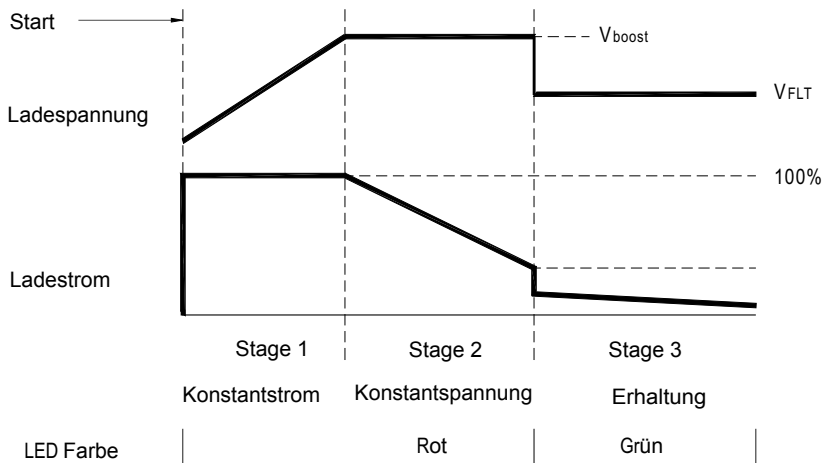 Start
Vboost
Ladespannung
VFLT
100%
Ladestrom
Stage 1 Stage 2 Stage 3
Konstantstrom Konstantspannung Erhaltung
LED Farbe Rot Grün